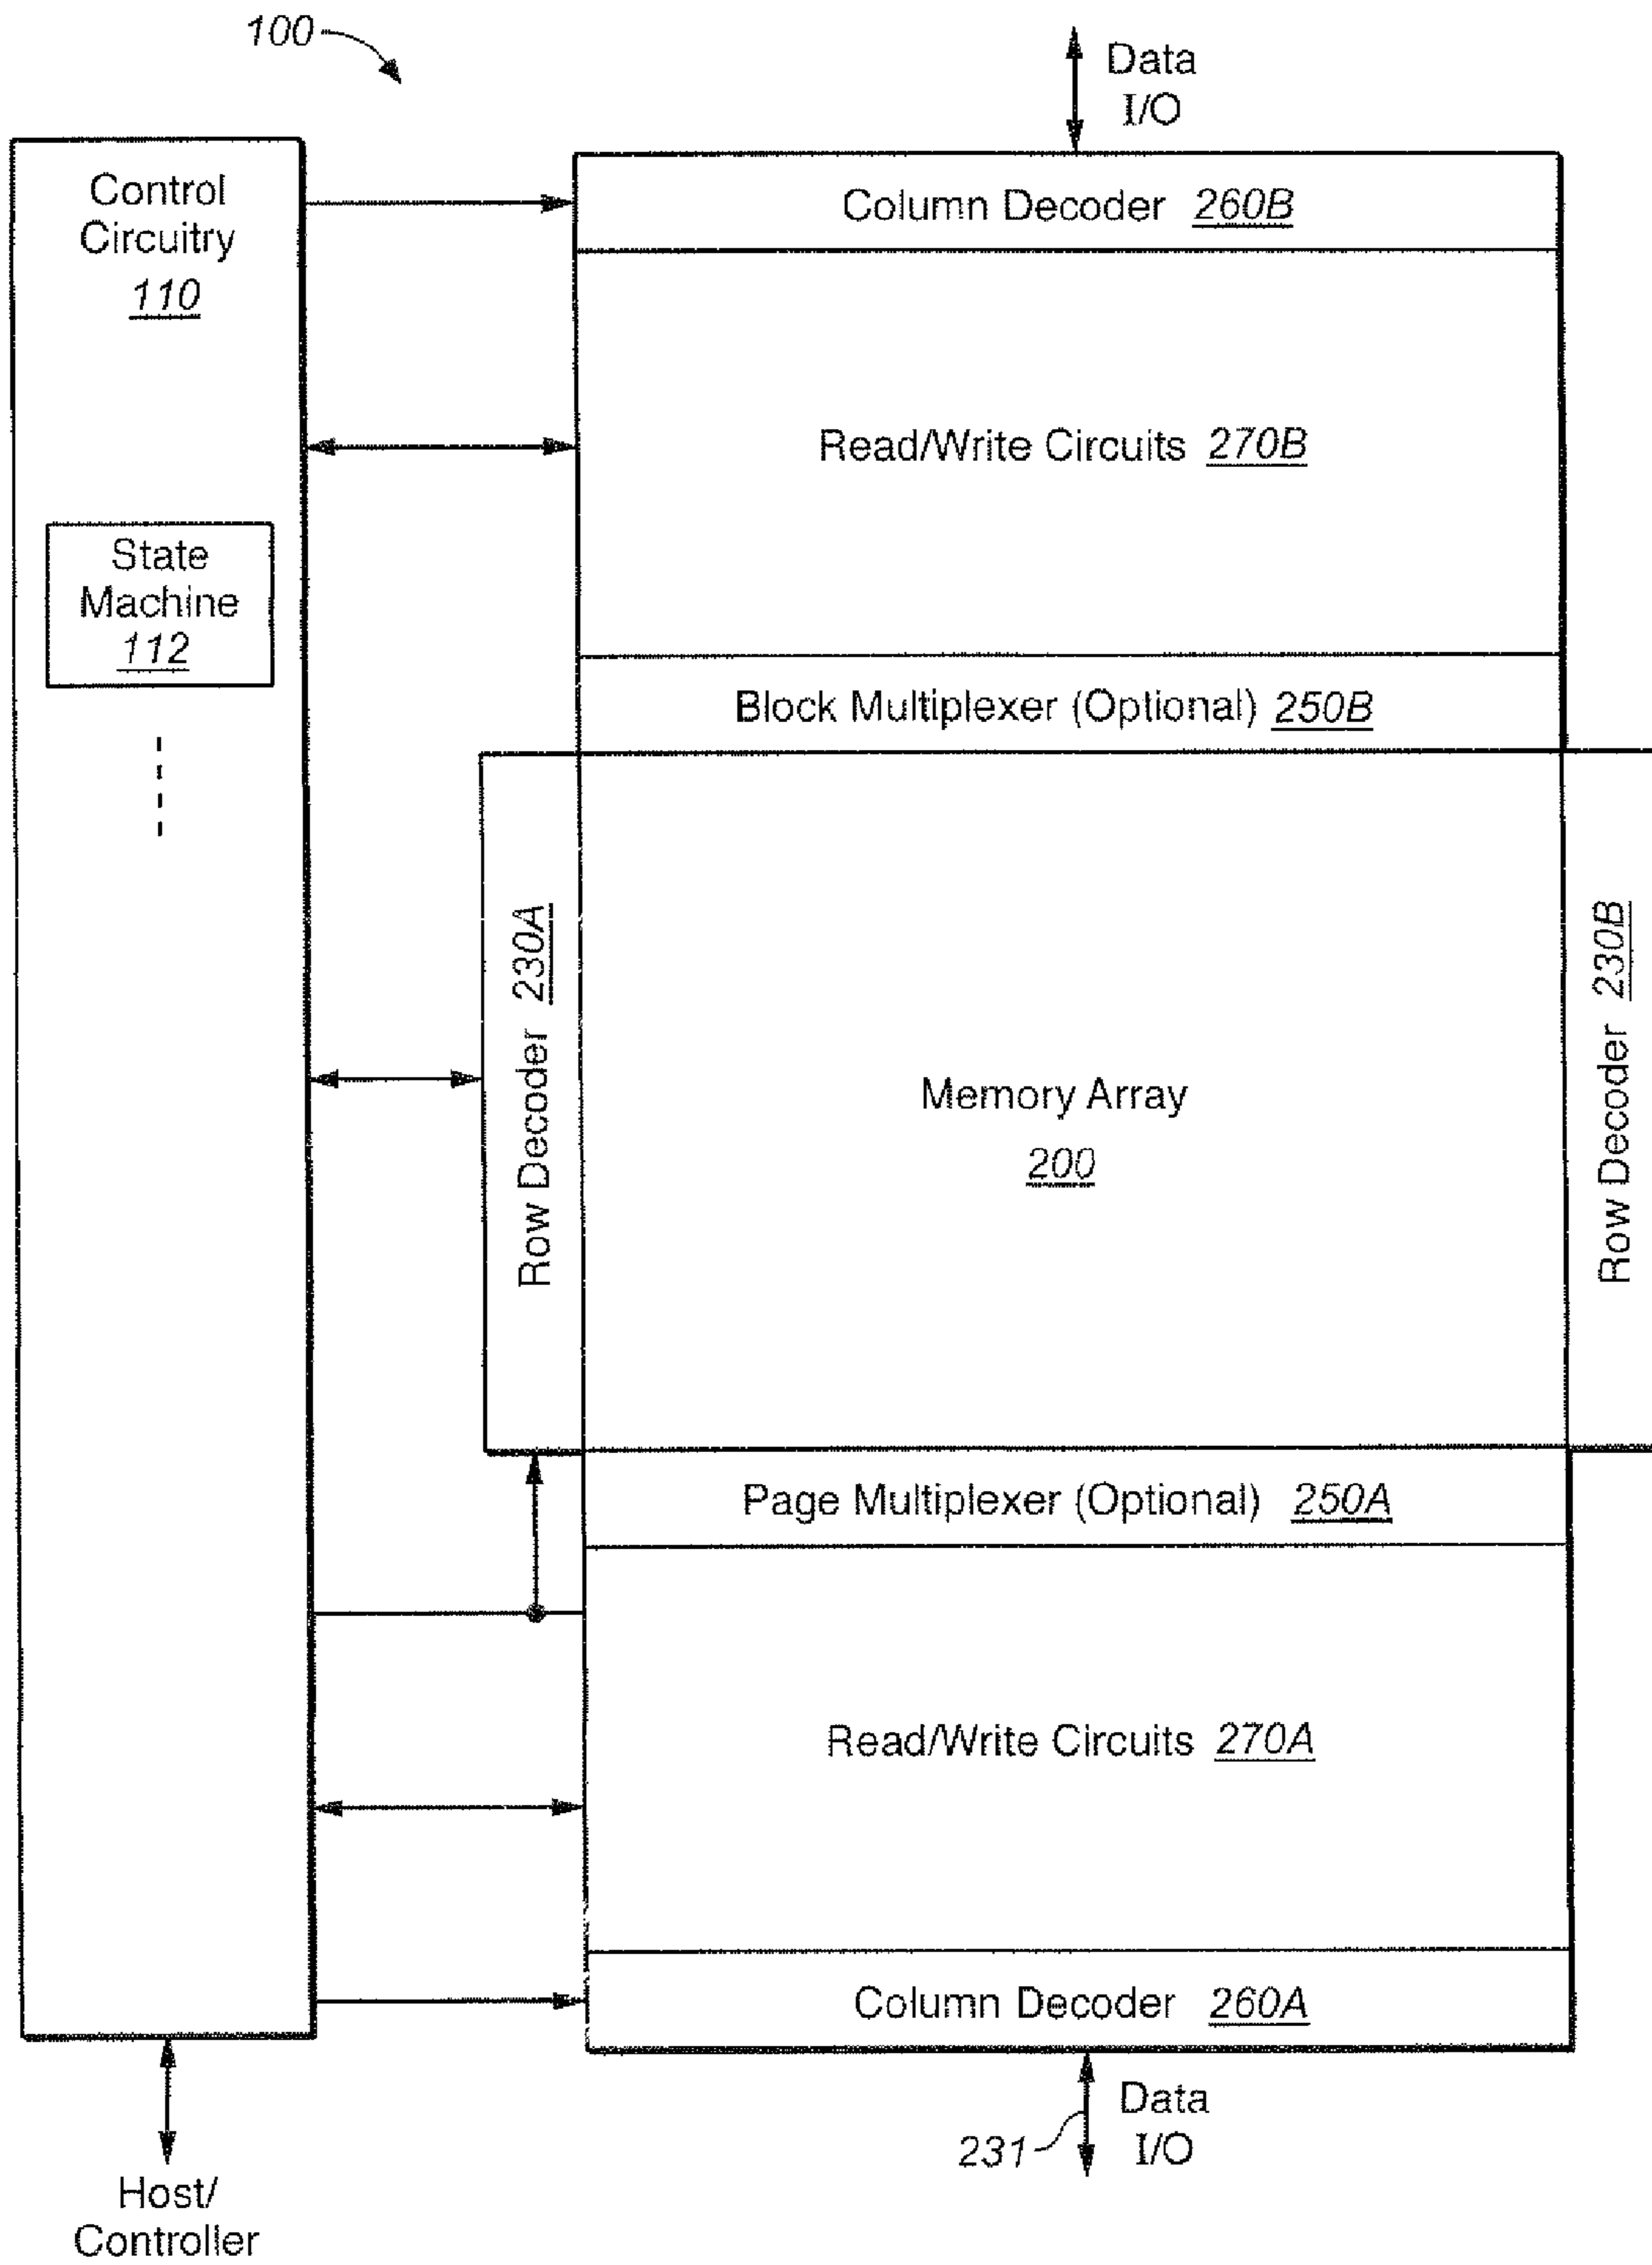 100
Data
I/O
Control
Circuitry
110
Column Decoder 260B
Read/Write Circuits 270B
State
Machine
112
Block Multiplexer (Optional) 250B
Row Decoder 230A
Memory Array
200
Row Decoder 230B
Page Multiplexer (Optional) 250A
Read/Write Circuits 270A
Column Decoder 260A
231
Data
I/O
Host/
Controller